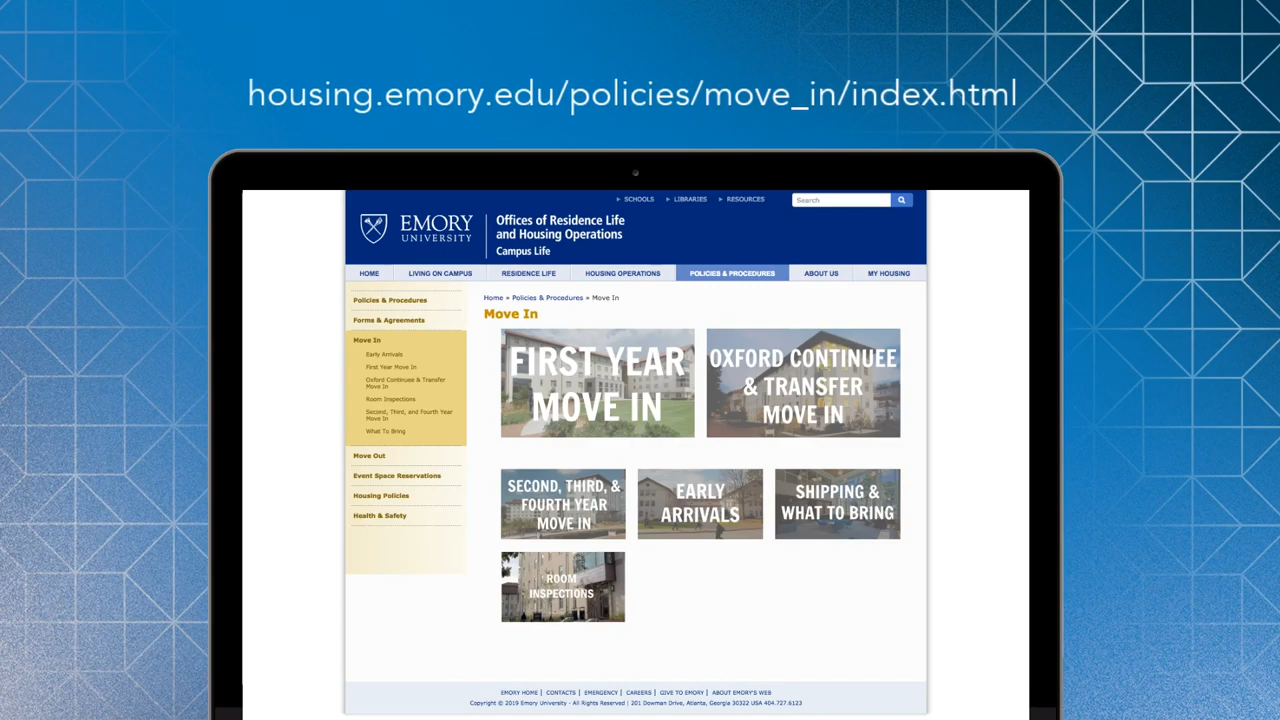 housing.emory.edu/policies/move_in/index.html
SCHOOLS LIBRARIES RESOURCES Search
EMORY
UNIVERSITY
Offices of Residence Life
and Housing Operations
Campus Life
HOME LIVING ON CAMPUS RESIDENCE LIFE HOUSING OPERATIONS POLICIES & PROCEDURES ABOUT US MY HOUSING
Policies & Procedures
Forms & Agreements
Move In
Early Arrivals
First Year Move In
Oxford Continuee & Transfer
Move In
Room Inspections
Second, Third, and Fourth Year
Move In
What To Bring
Move Out
Event Space Reservations
Housing Policies
Health & Safety
Home » Policies & Procedures » Move In
Move In
FIRST YEAR
MOVE IN
OXFORD CONTINUEE
& TRANSFER
MOVE IN
SECOND, THIRD, &
FOURTH YEAR
MOVE IN
EARLY
ARRIVALS
SHIPPING &
WHAT TO BRING
ROOM
INSPECTIONS
EMORY HOME | CONTACTS | EMERGENCY | CAREERS | GIVE TO EMORY | ABOUT EMORY'S WEB
Copyright © 2019 Emory University - All Rights Reserved | 201 Dowman Drive, Atlanta, Georgia 30322 USA 404.727.6123